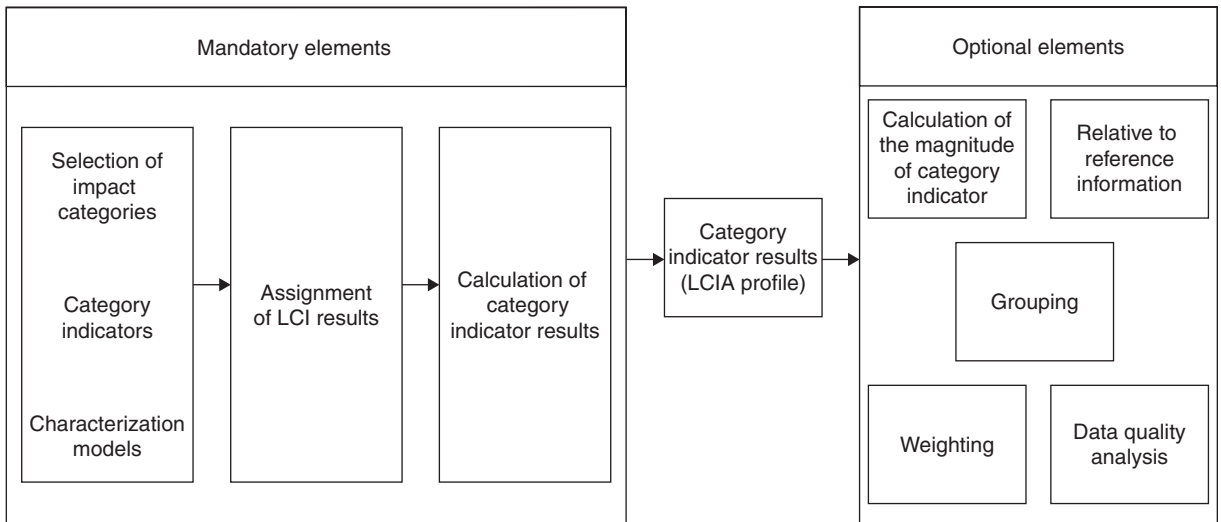 Mandatory elements
Selection of
impact
categories
Category
indicators
Characterization
models
Assignment
of LCI results
Calculation of
category
indicator results
Category
indicator results
(LCIA profile)
Optional elements
Calculation of
the magnitude
of category
indicator
Relative to
reference
information
Grouping
Weighting
Data quality
analysis